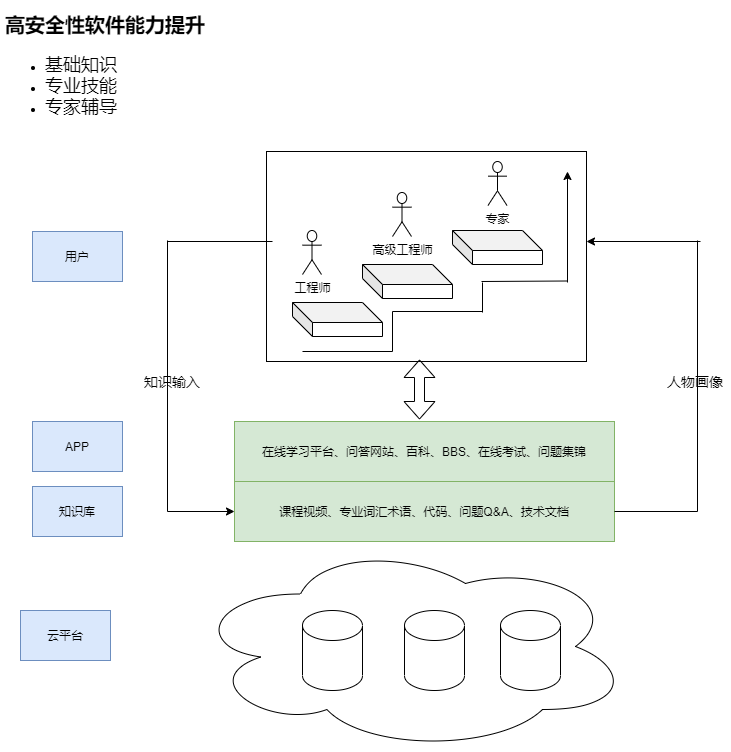 高安全性软件能力提升
基础知识
专业技能
专家辅导
专家
高级工程师
工程师
用户
知识输入
人物画像
APP
在线学习平台、问答网站、百科、BBS、在线考试、问题集锦
知识库
课程视频、专业词汇术语、代码、问题Q&A、技术文档
云平台